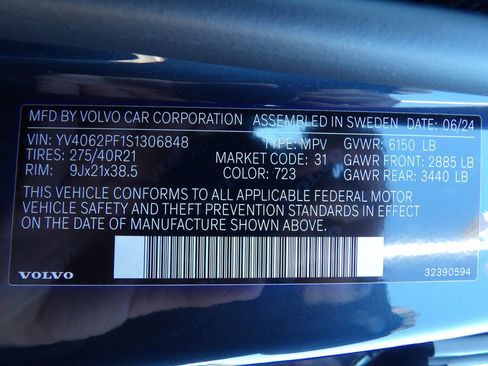 MFD BY VOLVO CAR CORPORATION ASSEMBLED IN SWEDEN DATE: 06/24
VIN: YV4062PF1S1306848 TYPE: MPV GVWR: 6150 LB
TIRES: 275/40R21 MARKET CODE: 31 GAWR FRONT: 2885 LB
RIM: 9Jx21x38.5 COLOR: 723 GAWR REAR: 3440 LB
THIS VEHICLE CONFORMS TO ALL APPLICABLE FEDERAL MOTOR
VEHICLE SAFETY AND THEFT PREVENTION STANDARDS IN EFFECT
ON THE DATE OF MANUFACTURE SHOWN ABOVE.
VOLVO 32390594